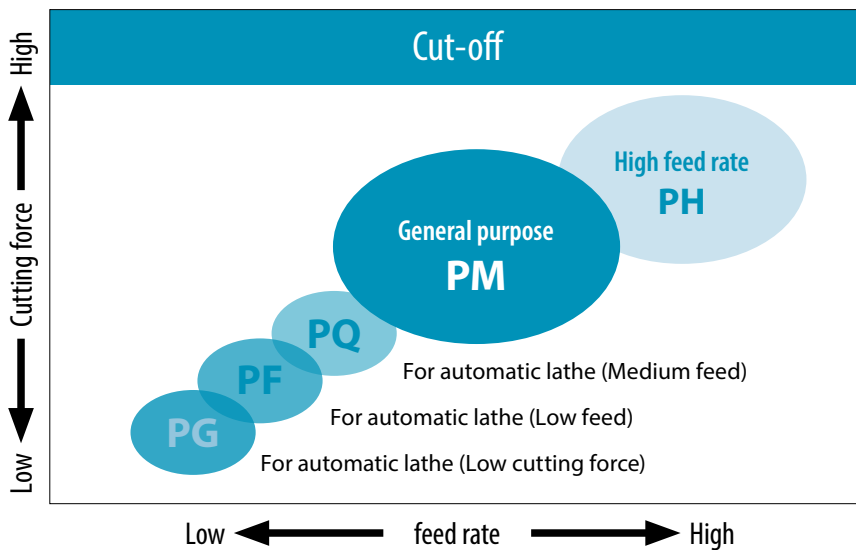 Cut-off
High
Cutting force
Low
High feed rate
PH
General purpose
PM
PQ
For automatic lathe (Medium feed)
PF
For automatic lathe (Low feed)
PG
For automatic lathe (Low cutting force)
Low
feed rate
High